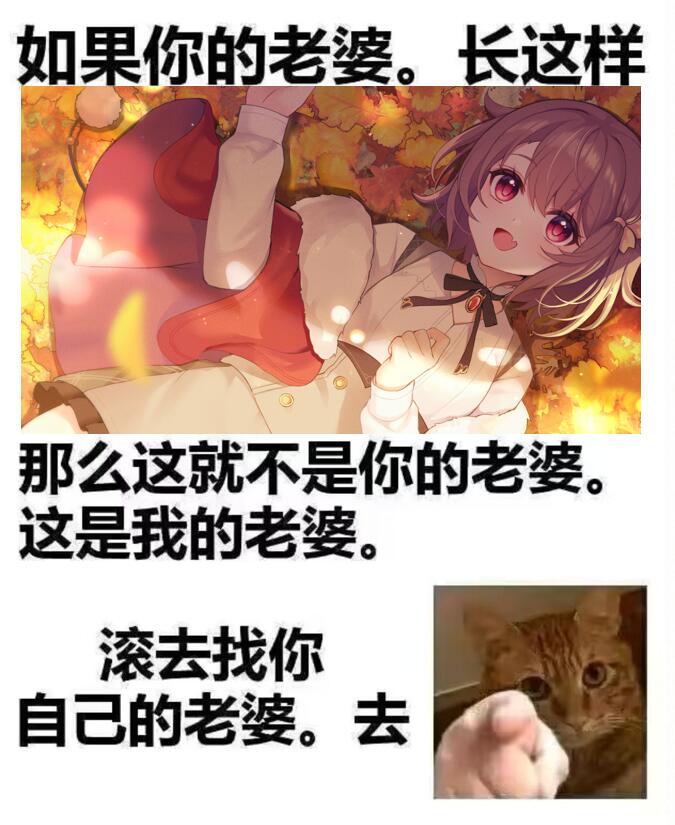 如果你的老婆。长这样
那么这就不是你的老婆。
这是我的老婆。
滚去找你
自己的老婆。去